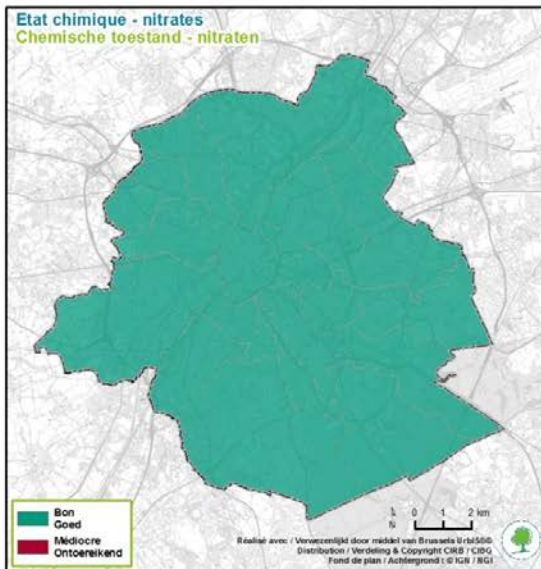 Etat chimique - nitrates
Chemische toestand - nitraten
Bon
Goed
Médiocre
Ontoereikend
N
0 1 2 km
Réalisé avec / Verwezenlijkt door middel van Brussels UrbIS®©
Distribution / Verdeling & Copyright CIRB / CIBG
Fond de plan / Achtergrond : © IGN / NGI